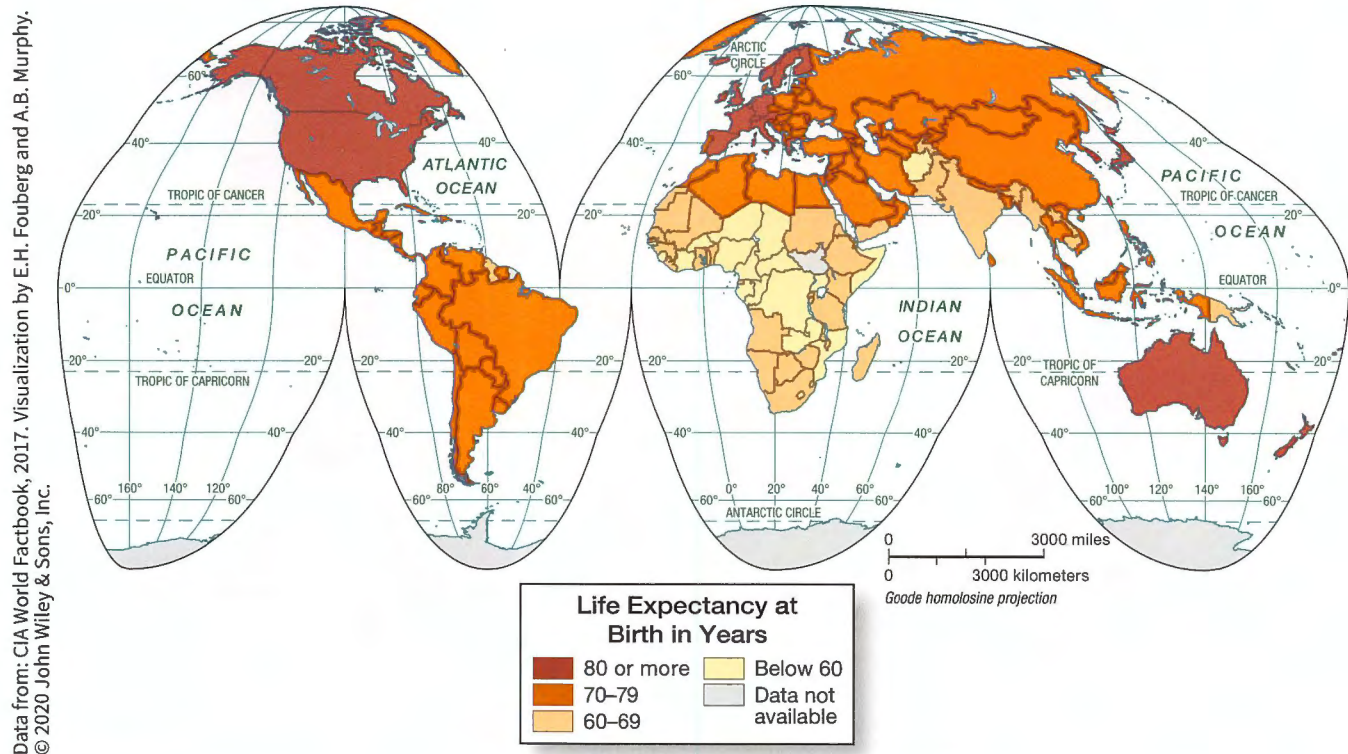 Data from: CIA World Factbook, 2017. Visualization by E.H. Fouberg and A.B. Murphy.
© 2020 John Wiley & Sons, Inc.
ARCTIC
CIRCLE
60°
60°
60°
60°
40°
40°
40°
40°
ATLANTIC
OCEAN
PACIFIC
TROPIC OF CANCER
TROPIC OF CANCER
20°
20°
20°
20°
OCEAN
PACIFIC
EQUATOR
EQUATOR
0°
0°
0°
0°
OCEAN
INDIAN
OCEAN
20°
20°
20°
20°
20°
20°
TROPIC OF CAPRICORN
TROPIC OF
CAPRICORN
40°
40°
40°
40°
40°
40°
160°
140°
120°
60°
60°
80°
60°
40°
60°
60°
0°
20°
40°
60°
60°
100°
120°
140°
160°
60°
60°
ANTARCTIC CIRCLE
0
3000 miles
0
3000 kilometers
Goode homolosine projection
Life Expectancy at
Birth in Years
80 or more
Below 60
70–79
Data not
available
60–69